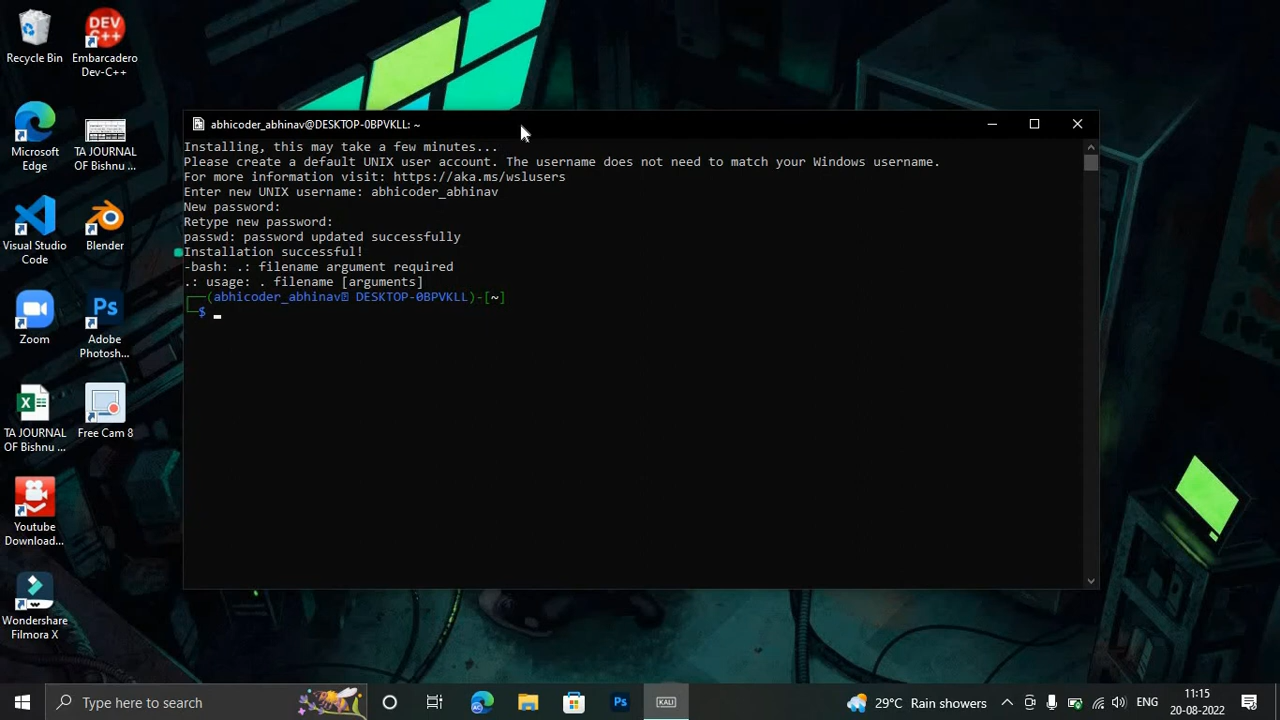 Recycle Bin
Embarcadero
Dev-C++
DEV
C++
Microsoft
Edge
TA JOURNAL
OF Bishnu ...
Visual Studio
Code
Blender
Zoom
Adobe
Photosh...
Ps
TA JOURNAL
OF Bishnu ...
Free Cam 8
Youtube
Download...
Wondershare
Filmora X
abhicoder_abhinav@DESKTOP-0BPVKLL: ~
Installing, this may take a few minutes...
Please create a default UNIX user account. The username does not need to match your Windows username.
For more information visit: https://aka.ms/wslusers
Enter new UNIX username: abhicoder_abhinav
New password:
Retype new password:
passwd: password updated successfully
Installation successful!
-bash: .: filename argument required
.: usage: . filename [arguments]
┌──(abhicoder_abhinav㉿ DESKTOP-0BPVKLL)-[~]
└─$
Type here to search
Ps
KALI
29°C Rain showers
ENG
11:15
20-08-2022